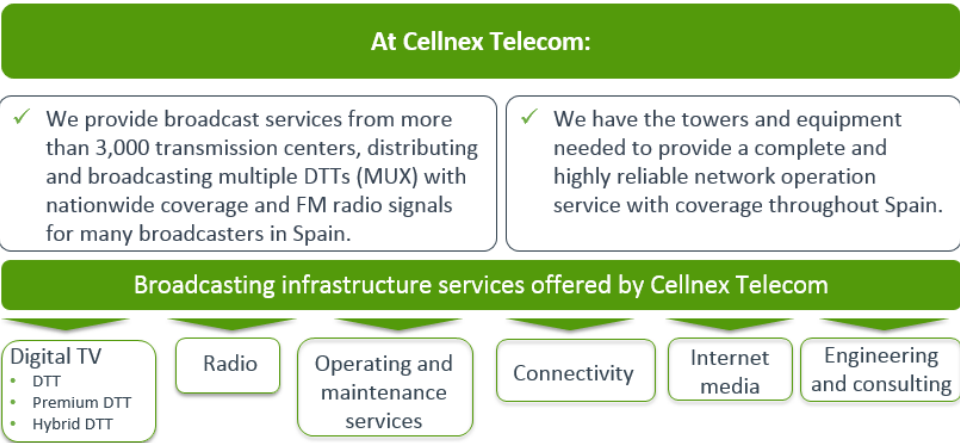 At Cellnex Telecom:
✓ We provide broadcast services from more
than 3,000 transmission centers, distributing
and broadcasting multiple DTTs (MUX) with
nationwide coverage and FM radio signals
for many broadcasters in Spain.
✓ We have the towers and equipment
needed to provide a complete and
highly reliable network operation
service with coverage throughout Spain.
Broadcasting infrastructure services offered by Cellnex Telecom
Digital TV
• DTT
• Premium DTT
• Hybrid DTT
Radio
Operating and
maintenance
services
Connectivity
Internet
media
Engineering
and consulting